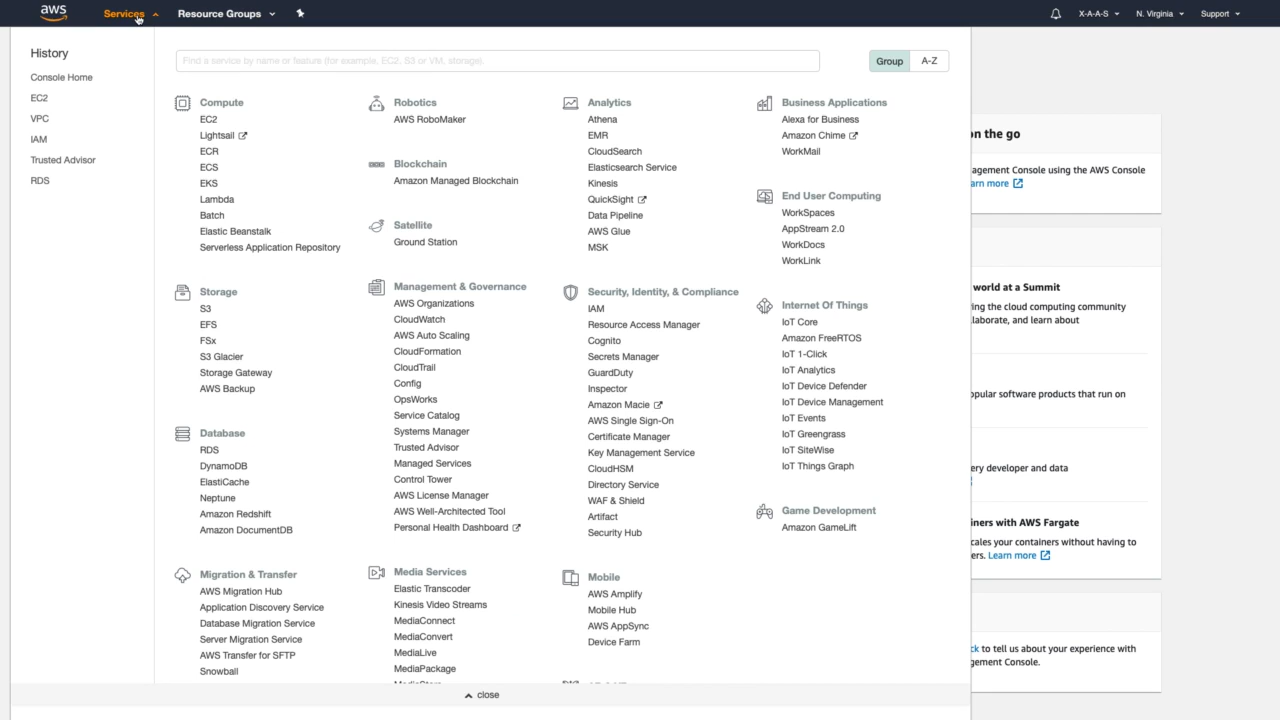 aws Services Resource Groups X-A-A-S N. Virginia Support
History
Console Home
EC2
VPC
IAM
Trusted Advisor
RDS
Find a service by name or feature (for example, EC2, S3 or VM, storage).
Group A-Z
Compute
EC2
Lightsail
ECR
ECS
EKS
Lambda
Batch
Elastic Beanstalk
Serverless Application Repository
Storage
S3
EFS
FSx
S3 Glacier
Storage Gateway
AWS Backup
Database
RDS
DynamoDB
ElastiCache
Neptune
Amazon Redshift
Amazon DocumentDB
Migration & Transfer
AWS Migration Hub
Application Discovery Service
Database Migration Service
Server Migration Service
AWS Transfer for SFTP
Snowball
Robotics
AWS RoboMaker
Blockchain
Amazon Managed Blockchain
Satellite
Ground Station
Management & Governance
AWS Organizations
CloudWatch
AWS Auto Scaling
CloudFormation
CloudTrail
Config
OpsWorks
Service Catalog
Systems Manager
Trusted Advisor
Managed Services
Control Tower
AWS License Manager
AWS Well-Architected Tool
Personal Health Dashboard
Media Services
Elastic Transcoder
Kinesis Video Streams
MediaConnect
MediaConvert
MediaLive
MediaPackage
Analytics
Athena
EMR
CloudSearch
Elasticsearch Service
Kinesis
QuickSight
Data Pipeline
AWS Glue
MSK
Security, Identity, & Compliance
IAM
Resource Access Manager
Cognito
Secrets Manager
GuardDuty
Inspector
Amazon Macie
AWS Single Sign-On
Certificate Manager
Key Management Service
CloudHSM
Directory Service
WAF & Shield
Artifact
Security Hub
Mobile
AWS Amplify
Mobile Hub
AWS AppSync
Device Farm
Business Applications
Alexa for Business
Amazon Chime
WorkMail
End User Computing
WorkSpaces
AppStream 2.0
WorkDocs
WorkLink
Internet Of Things
IoT Core
Amazon FreeRTOS
IoT 1-Click
IoT Analytics
IoT Device Defender
IoT Device Management
IoT Events
IoT Greengrass
IoT SiteWise
IoT Things Graph
Game Development
Amazon GameLift
close
on the go
agement Console using the AWS Console
arn more
world at a Summit
ing the cloud computing community
laborate, and learn about
opular software products that run on
ery developer and data
iners with AWS Fargate
cales your containers without having to
ers. Learn more
ck to tell us about your experience with
gement Console.